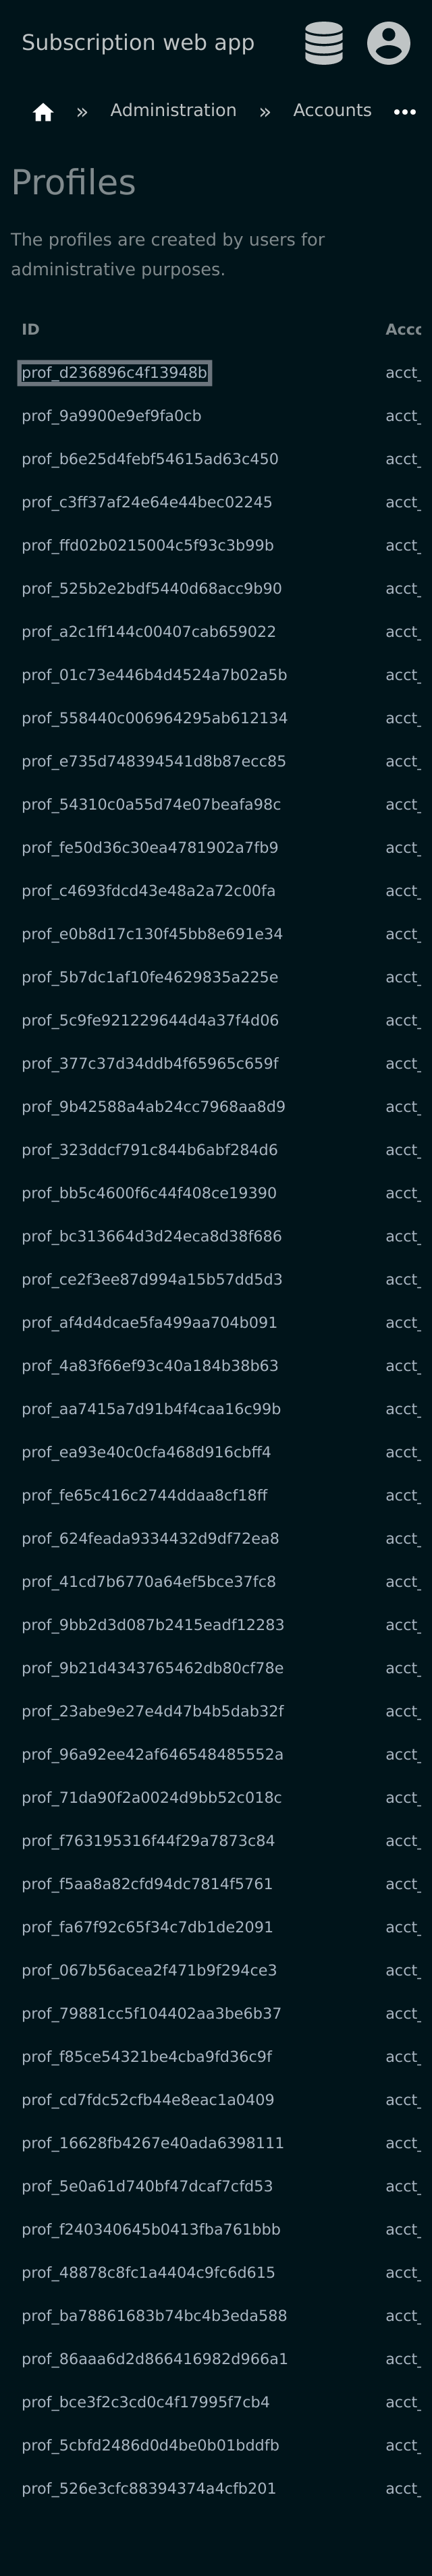 Subscription web app
» Administration » Accounts •••
Profiles
The profiles are created by users for
administrative purposes.
ID Acco
prof_d236896c4f13948b acct_
prof_9a9900e9ef9fa0cb acct_
prof_b6e25d4febf54615ad63c450 acct_
prof_c3ff37af24e64e44bec02245 acct_
prof_ffd02b0215004c5f93c3b99b acct_
prof_525b2e2bdf5440d68acc9b90 acct_
prof_a2c1ff144c00407cab659022 acct_
prof_01c73e446b4d4524a7b02a5b acct_
prof_558440c006964295ab612134 acct_
prof_e735d748394541d8b87ecc85 acct_
prof_54310c0a55d74e07beafa98c acct_
prof_fe50d36c30ea4781902a7fb9 acct_
prof_c4693fdcd43e48a2a72c00fa acct_
prof_e0b8d17c130f45bb8e691e34 acct_
prof_5b7dc1af10fe4629835a225e acct_
prof_5c9fe921229644d4a37f4d06 acct_
prof_377c37d34ddb4f65965c659f acct_
prof_9b42588a4ab24cc7968aa8d9 acct_
prof_323ddcf791c844b6abf284d6 acct_
prof_bb5c4600f6c44f408ce19390 acct_
prof_bc313664d3d24eca8d38f686 acct_
prof_ce2f3ee87d994a15b57dd5d3 acct_
prof_af4d4dcae5fa499aa704b091 acct_
prof_4a83f66ef93c40a184b38b63 acct_
prof_aa7415a7d91b4f4caa16c99b acct_
prof_ea93e40c0cfa468d916cbff4 acct_
prof_fe65c416c2744ddaa8cf18ff acct_
prof_624feada9334432d9df72ea8 acct_
prof_41cd7b6770a64ef5bce37fc8 acct_
prof_9bb2d3d087b2415eadf12283 acct_
prof_9b21d4343765462db80cf78e acct_
prof_23abe9e27e4d47b4b5dab32f acct_
prof_96a92ee42af646548485552a acct_
prof_71da90f2a0024d9bb52c018c acct_
prof_f763195316f44f29a7873c84 acct_
prof_f5aa8a82cfd94dc7814f5761 acct_
prof_fa67f92c65f34c7db1de2091 acct_
prof_067b56acea2f471b9f294ce3 acct_
prof_79881cc5f104402aa3be6b37 acct_
prof_f85ce54321be4cba9fd36c9f acct_
prof_cd7fdc52cfb44e8eac1a0409 acct_
prof_16628fb4267e40ada6398111 acct_
prof_5e0a61d740bf47dcaf7cfd53 acct_
prof_f240340645b0413fba761bbb acct_
prof_48878c8fc1a4404c9fc6d615 acct_
prof_ba78861683b74bc4b3eda588 acct_
prof_86aaa6d2d866416982d966a1 acct_
prof_bce3f2c3cd0c4f17995f7cb4 acct_
prof_5cbfd2486d0d4be0b01bddfb acct_
prof_526e3cfc88394374a4cfb201 acct_